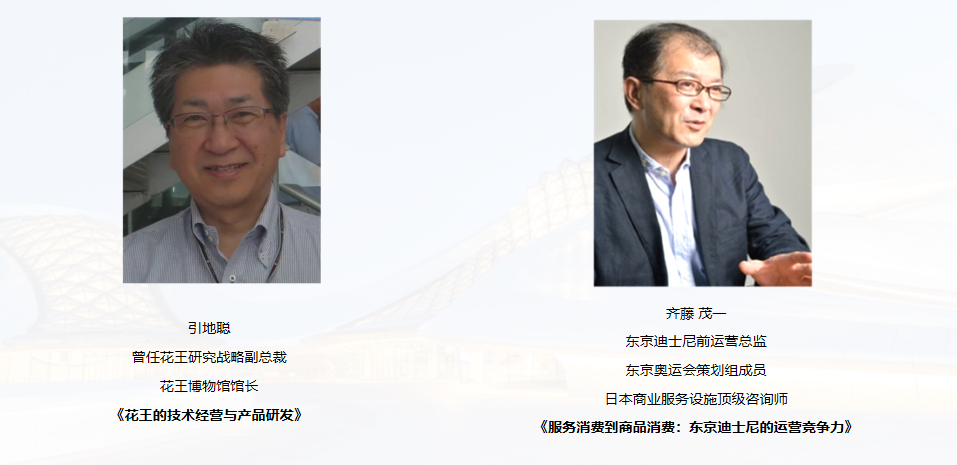 引地聪
曾任花王研究战略副总裁
花王博物馆馆长
《花王的技术经营与产品研发》
齐藤 茂一
东京迪士尼前运营总监
东京奥运会策划组成员
日本商业服务设施顶级咨询师
《服务消费到商品消费：东京迪士尼的运营竞争力》